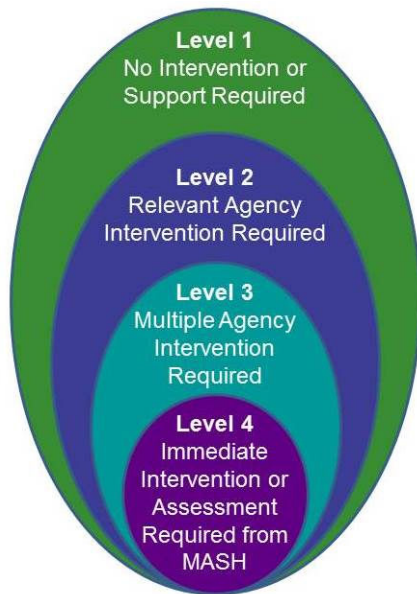 Level 1
No Intervention or
Support Required
Level 2
Relevant Agency
Intervention Required
Level 3
Multiple Agency
Intervention
Required
Level 4
Immediate
Intervention or
Assessment
Required from
MASH